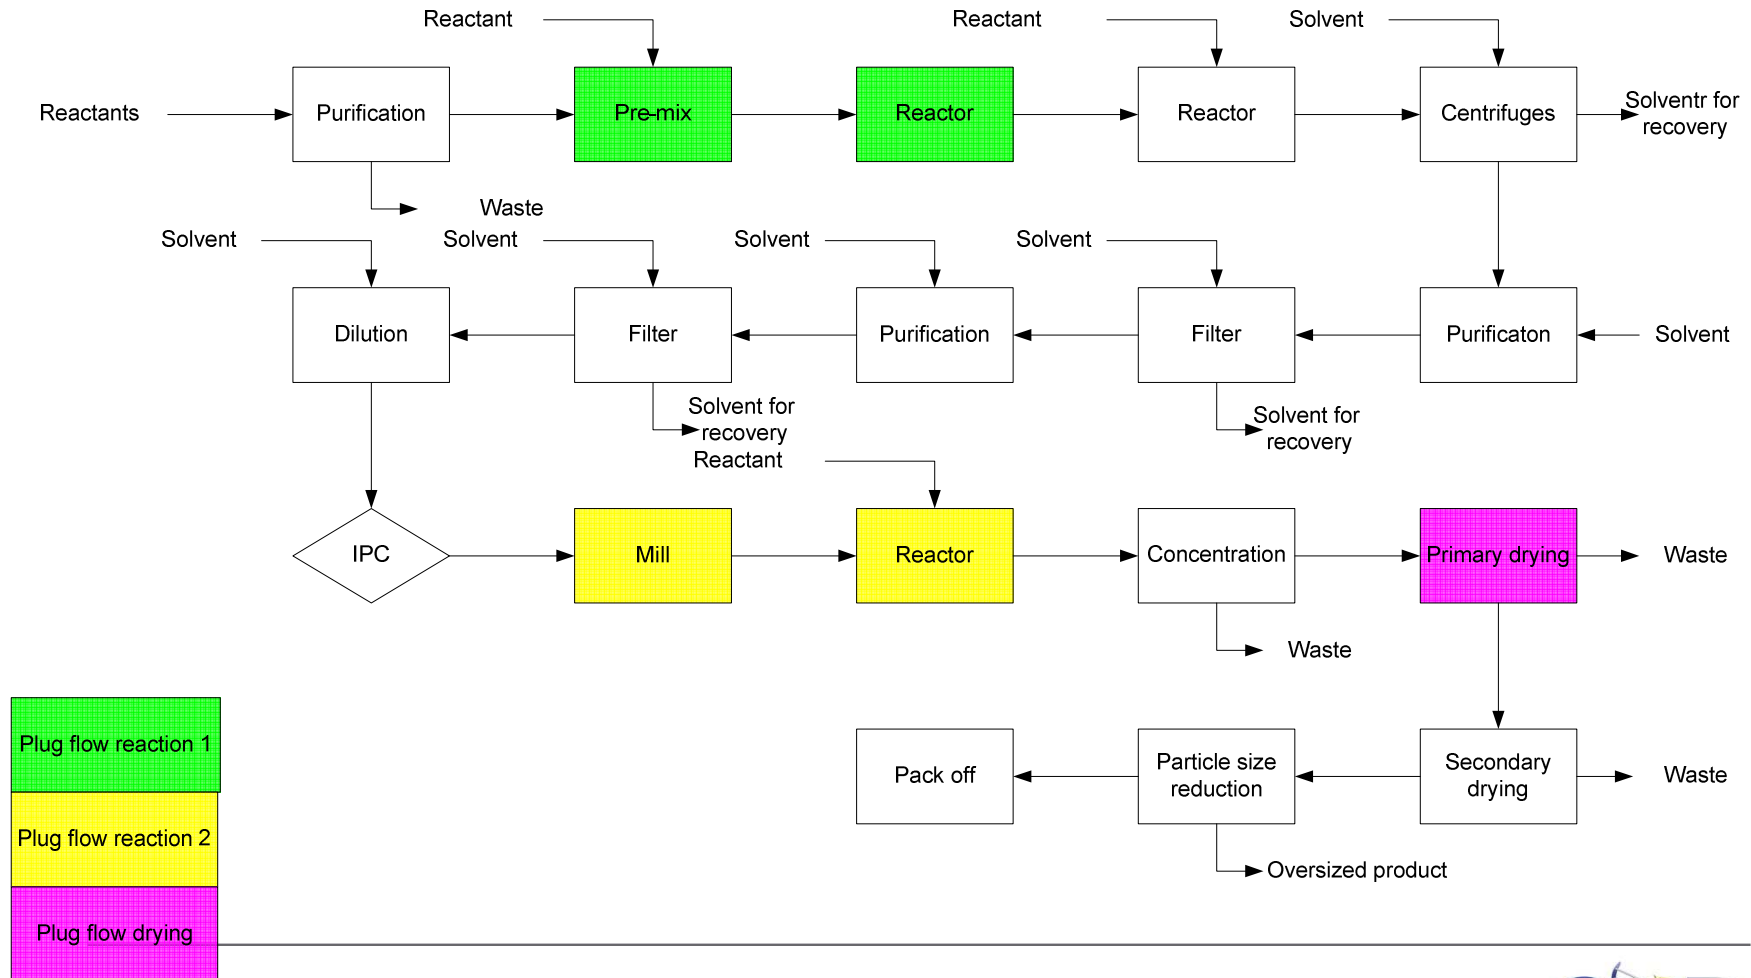 Reactant
Reactant
Solvent
Reactants
Purification
Pre-mix
Reactor
Reactor
Centrifuges
Solventr for
recovery
Waste
Solvent
Solvent
Solvent
Solvent
Dilution
Filter
Purification
Filter
Purificaton
Solvent
Solvent for
recovery
Solvent for
recovery
Reactant
IPC
Mill
Reactor
Concentration
Primary drying
Waste
Waste
Pack off
Particle size
reduction
Secondary
drying
Waste
Oversized product
Plug flow reaction 1
Plug flow reaction 2
Plug flow drying